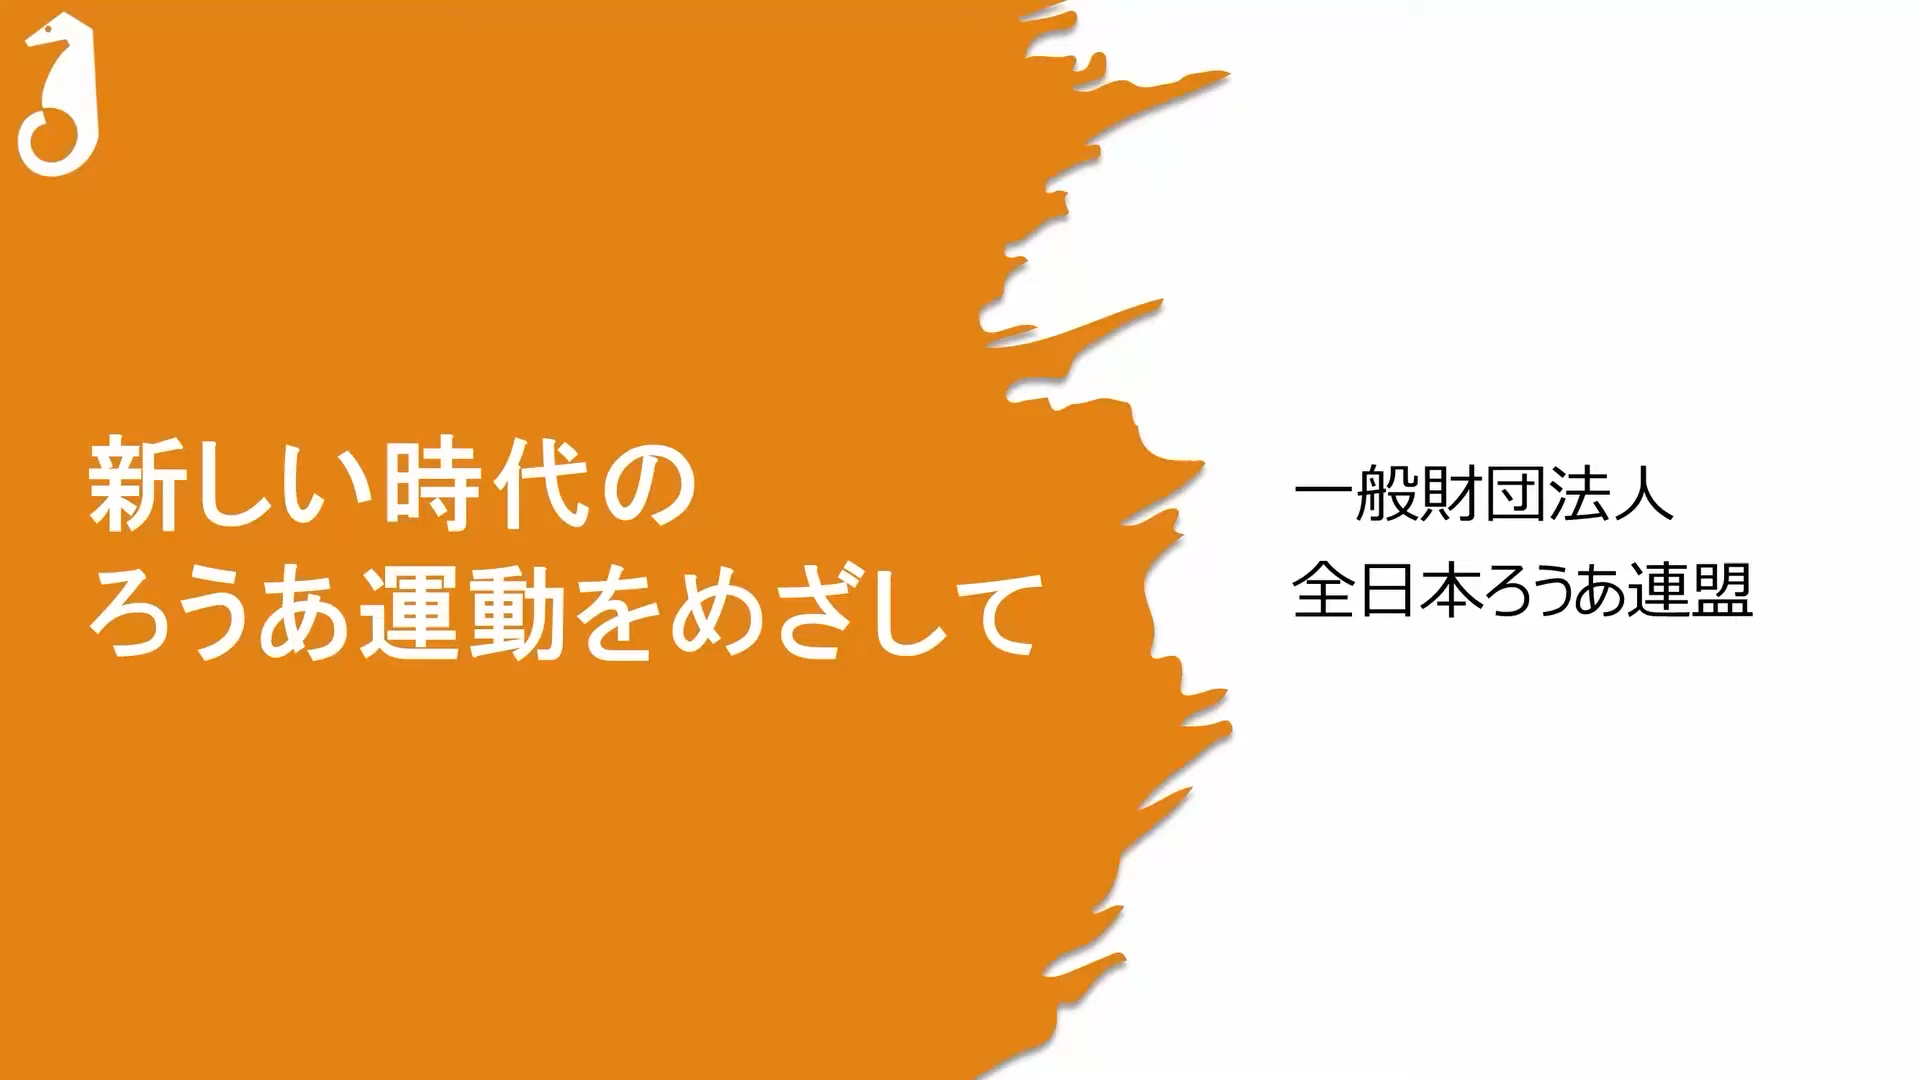 新しい時代の
ろうあ運動をめざして
一般財団法人
全日本ろうあ連盟